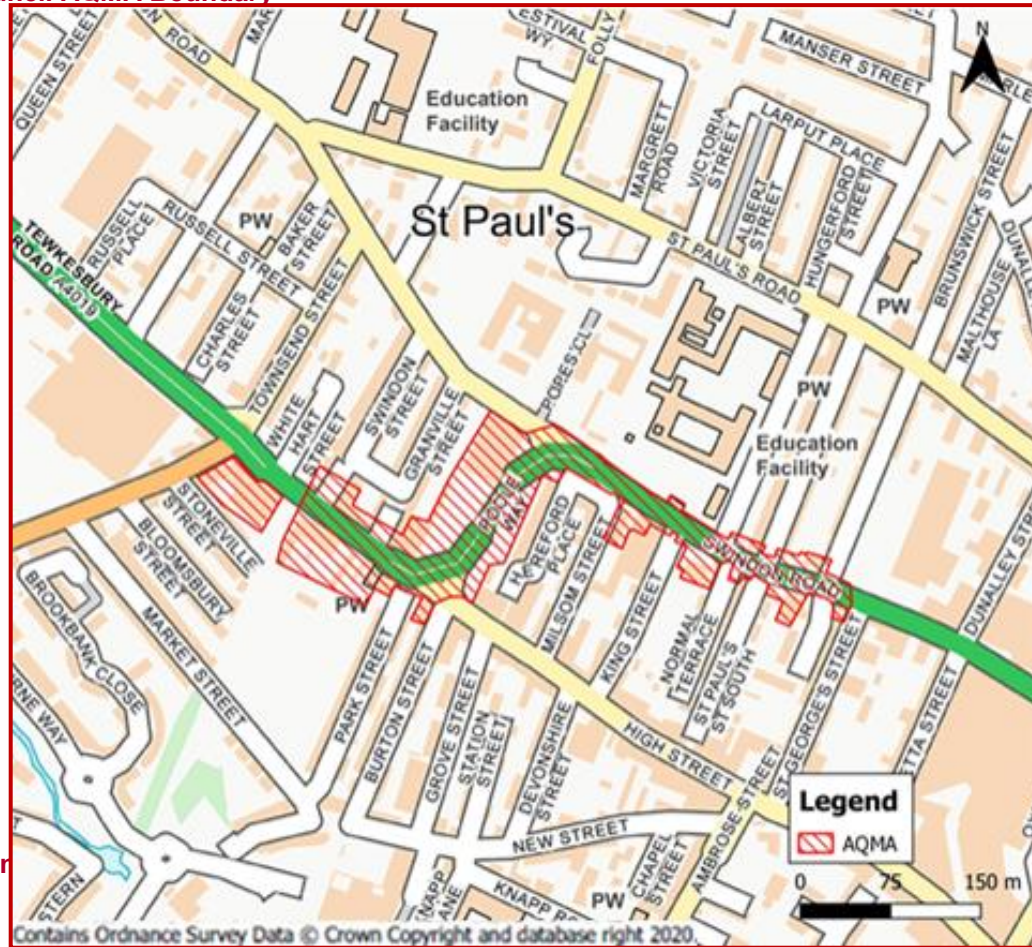 QUEEN STREET
ROAD
Education
Facility
FOLLY
MANSER STREET
N
MARGRETT
ROAD
VICTORIA
STREET
LARPUT PLACE
ALBERT
STREET
HUNGERFORD
STREET
BRUNSWICK STREET
MALTHOUSE
LA
St Paul's
ST PAUL'S ROAD
PW
PW
RUSSELL
PLACE
RUSSELL STREET
BAKER
STREET
TEWKESBURY
ROAD A4019
CHARLES
STREET
TOWNSEND STREET
WHITE
HART
STREET
SWINDON
STREET
GRANVILLE
STREET
POPES CL
PW
Education
Facility
POOLE
WAY
HEREFORD
PLACE
MILSOM STREET
KING STREET
SWINDON ROAD
NORMAL
TERRACE
ST PAUL'S
ST SOUTH
ST GEORGE'S STREET
DUNALLEY ST
STONEVILLE
STREET
BLOOMSBURY
STREET
MARKET STREET
BROOKBANK CLOSE
PW
PARK STREET
BURTON STREET
GROVE STREET
STATION
STREET
DEVONSHIRE
STREET
HIGH STREET
NEW STREET
AMBROSE STREET
CHAPEL
STREET
PW
Legend
AQMA
0 75 150 m
Contains Ordnance Survey Data © Crown Copyright and database right 2020.